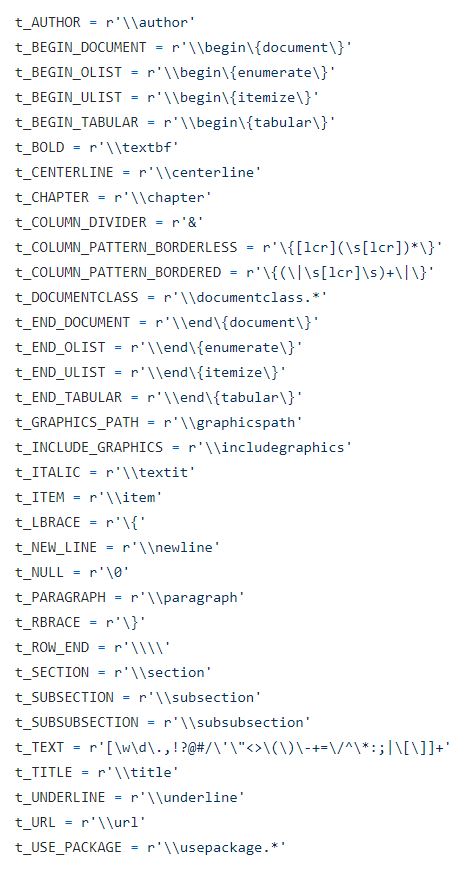 t_AUTHOR = r'\\author'
t_BEGIN_DOCUMENT = r'\\begin\{document\}'
t_BEGIN_OLIST = r'\\begin\{enumerate\}'
t_BEGIN_ULIST = r'\\begin\{itemize\}'
t_BEGIN_TABULAR = r'\\begin\{tabular\}'
t_BOLD = r'\\textbf'
t_CENTERLINE = r'\\centerline'
t_CHAPTER = r'\\chapter'
t_COLUMN_DIVIDER = r'&'
t_COLUMN_PATTERN_BORDERLESS = r'\{[lcr](\s[lcr])*\}'
t_COLUMN_PATTERN_BORDERED = r'\{(\|\s[lcr]\s)+\|\}'
t_DOCUMENTCLASS = r'\\documentclass.*'
t_END_DOCUMENT = r'\\end\{document\}'
t_END_OLIST = r'\\end\{enumerate\}'
t_END_ULIST = r'\\end\{itemize\}'
t_END_TABULAR = r'\\end\{tabular\}'
t_GRAPHICS_PATH = r'\\graphicspath'
t_INCLUDE_GRAPHICS = r'\\includegraphics'
t_ITALIC = r'\\textit'
t_ITEM = r'\\item'
t_LBRACE = r'\{'
t_NEW_LINE = r'\\newline'
t_NULL = r'\0'
t_PARAGRAPH = r'\\paragraph'
t_RBRACE = r'\}'
t_ROW_END = r'\\\\'
t_SECTION = r'\\section'
t_SUBSECTION = r'\\subsection'
t_SUBSUBSECTION = r'\\subsubsection'
t_TEXT = r'[\w\d\.,!?@#/\'\"<>\(\)\-+=\/^\*:;|\[\]]+'
t_TITLE = r'\\title'
t_UNDERLINE = r'\\underline'
t_URL = r'\\url'
t_USE_PACKAGE = r'\\usepackage.*'